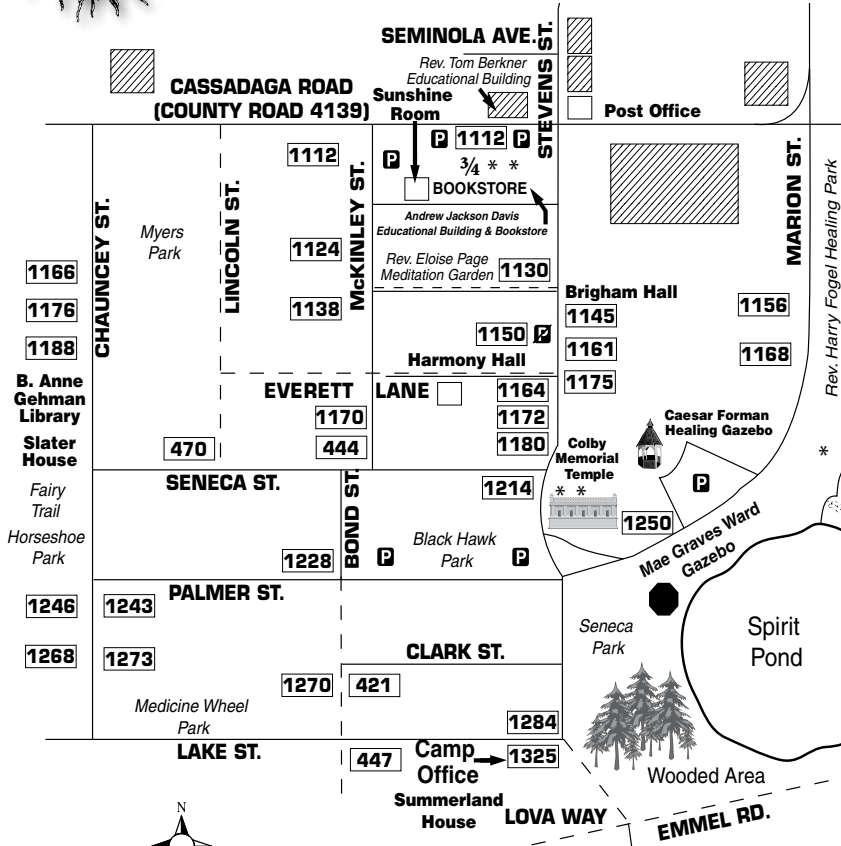 SEMINOLA AVE.
STEVENS ST.
Rev. Tom Berkner
Educational Building
CASSADAGA ROAD
(COUNTY ROAD 4139)
Sunshine
Room
Post Office
P 1112 P
P
¾ * *
BOOKSTORE
1112
Andrew Jackson Davis
Educational Building & Bookstore
CHAUNCEY ST.
LINCOLN ST.
McKINLEY ST.
MARION ST.
Rev. Harry Fogel Healing Park
Myers
Park
1124
Rev. Eloise Page
Meditation Garden
1130
1166
1176
1188
1138
Brigham Hall
1145
1161
1175
1156
1168
1150 P
Harmony Hall
B. Anne
Gehman
Library
Slater
House
EVERETT LANE
1164
1172
1180
1170
444
470
Caesar Forman
Healing Gazebo
Colby
Memorial
Temple
* *
*
P
1250
SENECA ST.
BOND ST.
1214
Fairy
Trail
Horseshoe
Park
1228
P
Black Hawk
Park
P
Mae Graves Ward
Gazebo
PALMER ST.
1246
1243
1268
1273
Seneca
Park
Spirit
Pond
CLARK ST.
1270
421
Medicine Wheel
Park
1284
LAKE ST.
447
Camp
Office
1325
Summerland
House
Wooded Area
LOVA WAY
EMMEL RD.
N